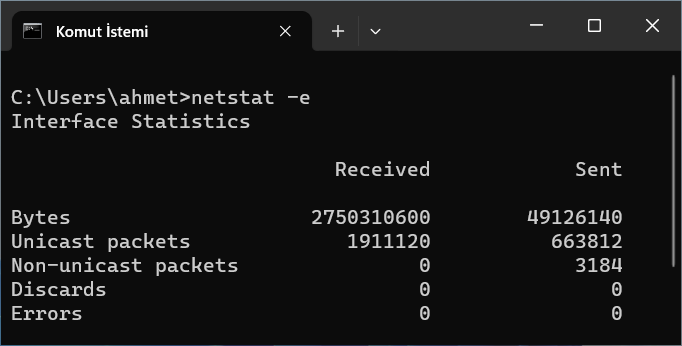 Komut İstemi
C:\Users\ahmet>netstat -e
Interface Statistics
Received Sent
Bytes 2750310600 49126140
Unicast packets 1911120 663812
Non-unicast packets 0 3184
Discards 0 0
Errors 0 0